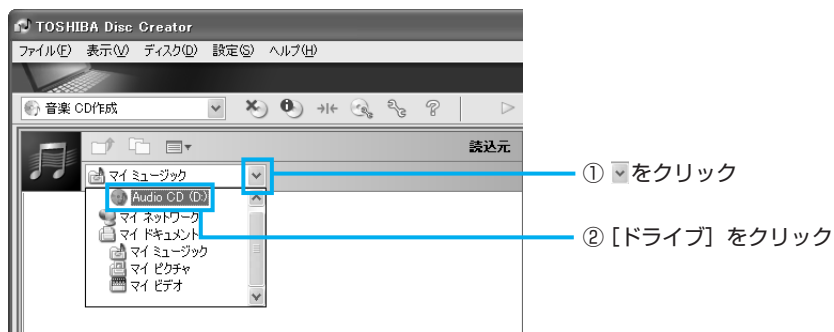 TOSHIBA Disc Creator
ファイル(F) 表示(V) ディスク(D) 設定(S) ヘルプ(H)
音楽 CD作成
読込元
マイ ミュージック
① をクリック
Audio CD (D:)
マイ ネットワーク
② [ドライブ] をクリック
マイ ドキュメント
マイ ミュージック
マイ ピクチャ
マイ ビデオ